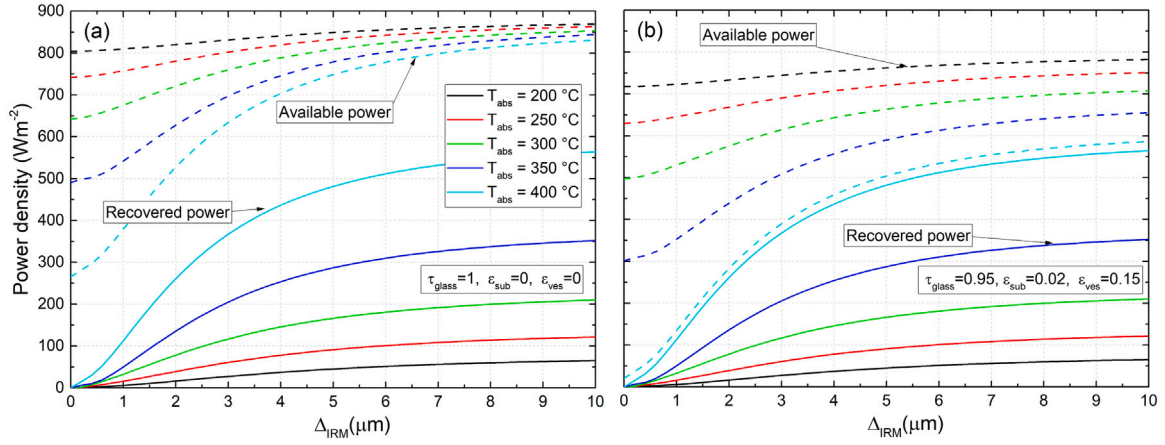 (a)
900
800
700
600
500
400
300
200
100
0
Power density (Wm⁻²)
Available power
T_abs = 200 °C
T_abs = 250 °C
T_abs = 300 °C
T_abs = 350 °C
T_abs = 400 °C
Recovered power
τ_glass=1, ε_sub=0, ε_ves=0
0 1 2 3 4 5 6 7 8 9 10
Δ_IRM(μm)
(b)
Available power
Recovered power
τ_glass=0.95, ε_sub=0.02, ε_ves=0.15
0 1 2 3 4 5 6 7 8 9 10
Δ_IRM(μm)